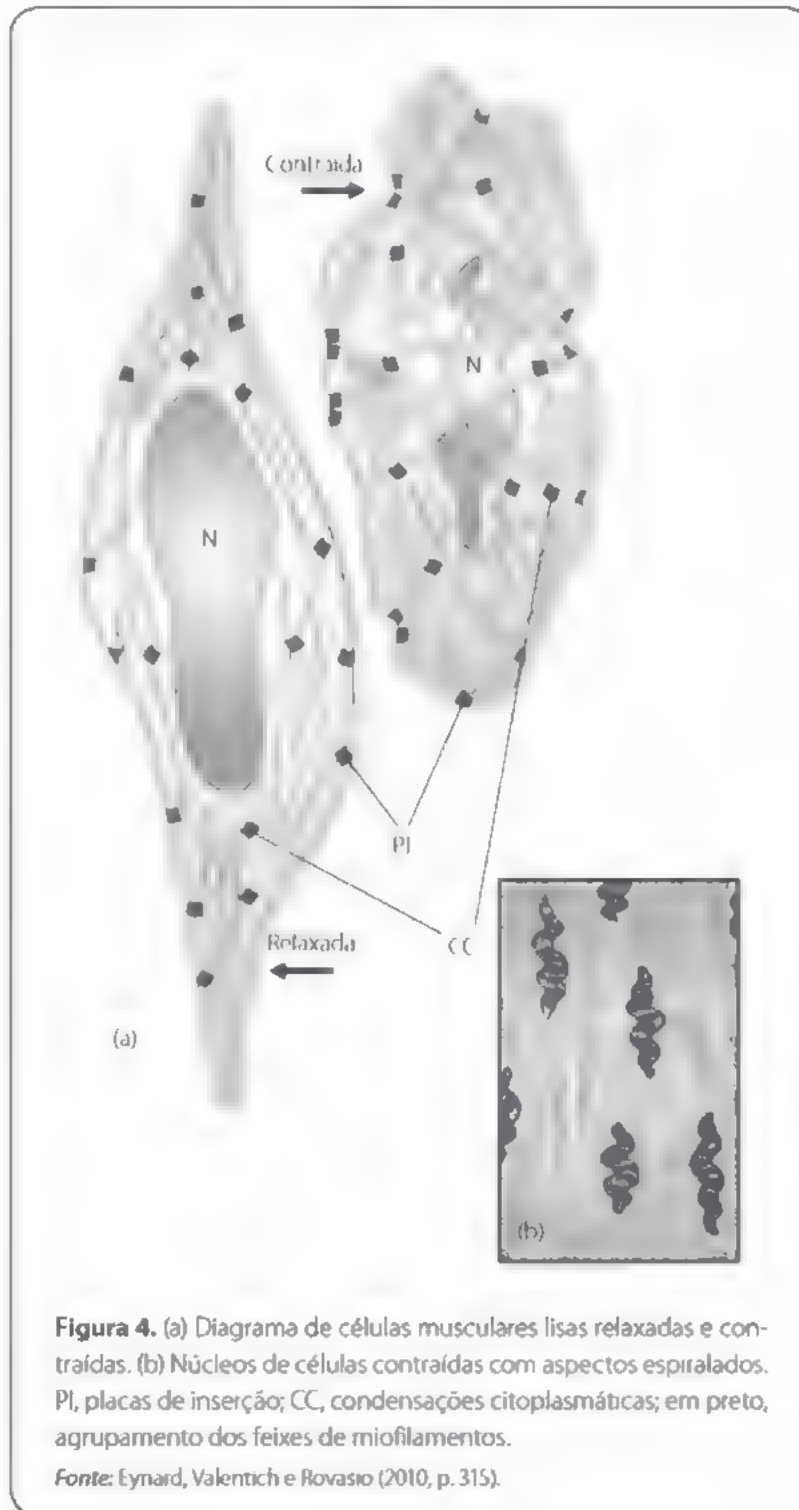 Contraída
N
N
PI
Relaxada
CC
(a)
(b)
Figura 4. (a) Diagrama de células musculares lisas relaxadas e con-
traídas. (b) Núcleos de células contraídas com aspectos espiralados.
PI, placas de inserção; CC, condensações citoplasmáticas; em preto,
agrupamento dos feixes de miofilamentos.
Fonte: Eynard, Valentich e Rovasio (2010, p. 315).